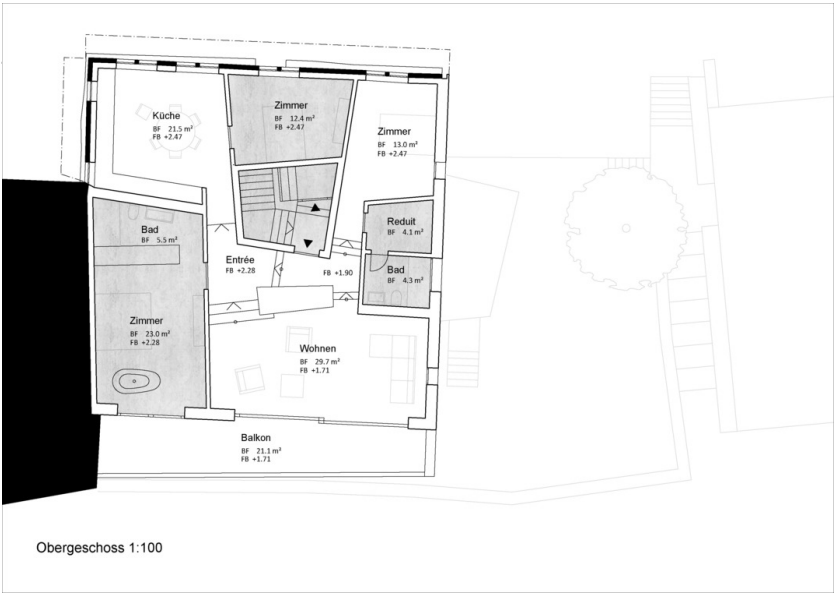 Küche
BF 21.5 m²
FB +2.47
Zimmer
BF 12.4 m²
FB +2.47
Zimmer
BF 13.0 m²
FB +2.47
Bad
BF 5.5 m²
Reduit
BF 4.1 m²
Entrée
FB +2.28
FB +1.90
Bad
BF 4.3 m²
Zimmer
BF 23.0 m²
FB +2.28
Wohnen
BF 29.7 m²
FB +1.71
Balkon
BF 21.1 m²
FB +1.71
Obergeschoss 1:100